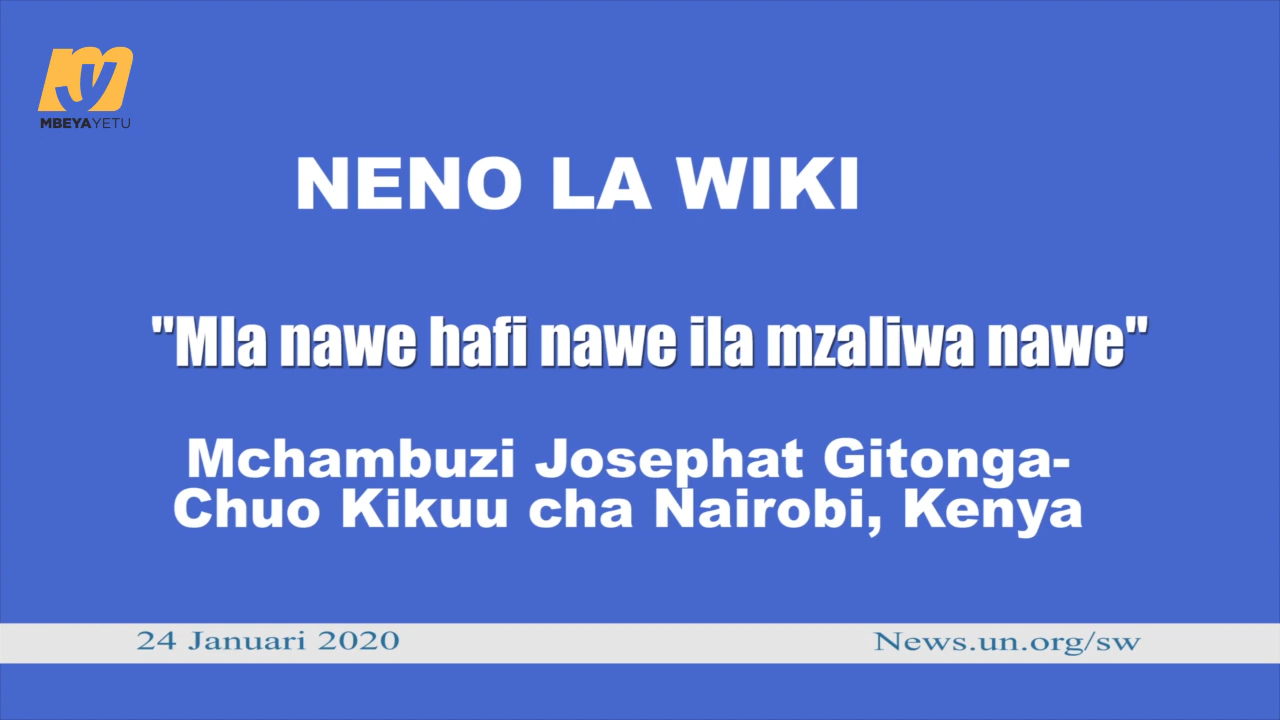 my
MBEYAYETU
NENO LA WIKI
"Mla nawe hafi nawe ila mzaliwa nawe"
Mchambuzi Josephat Gitonga-
Chuo Kikuu cha Nairobi, Kenya
24 Januari 2020
News.un.org/sw